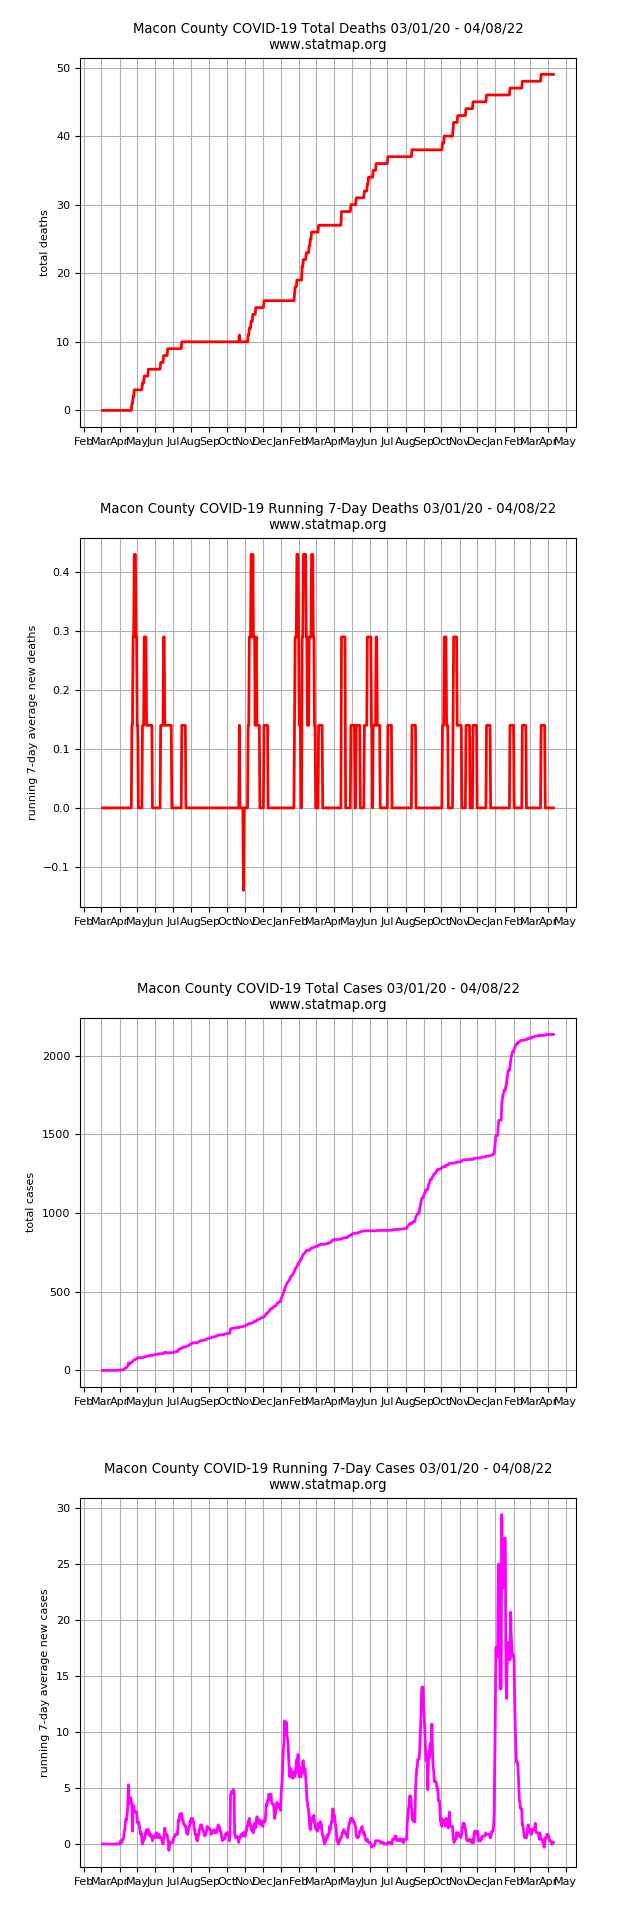 Macon County COVID-19 Total Deaths 03/01/20 - 04/08/22
www.statmap.org
50
40
30
20
10
0
total deaths
Feb Mar Apr May Jun Jul Aug Sep Oct Nov Dec Jan Feb Mar Apr May Jun Jul Aug Sep Oct Nov Dec Jan Feb Mar Apr May
Macon County COVID-19 Running 7-Day Deaths 03/01/20 - 04/08/22
www.statmap.org
0.4
0.3
0.2
0.1
0.0
−0.1
running 7-day average new deaths
Feb Mar Apr May Jun Jul Aug Sep Oct Nov Dec Jan Feb Mar Apr May Jun Jul Aug Sep Oct Nov Dec Jan Feb Mar Apr May
Macon County COVID-19 Total Cases 03/01/20 - 04/08/22
www.statmap.org
2000
1500
1000
500
0
total cases
Feb Mar Apr May Jun Jul Aug Sep Oct Nov Dec Jan Feb Mar Apr May Jun Jul Aug Sep Oct Nov Dec Jan Feb Mar Apr May
Macon County COVID-19 Running 7-Day Cases 03/01/20 - 04/08/22
www.statmap.org
30
25
20
15
10
5
0
running 7-day average new cases
Feb Mar Apr May Jun Jul Aug Sep Oct Nov Dec Jan Feb Mar Apr May Jun Jul Aug Sep Oct Nov Dec Jan Feb Mar Apr May